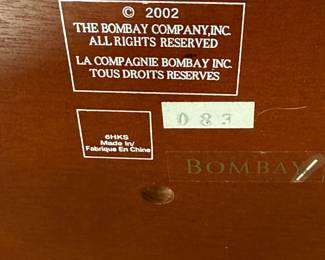 © 2002
THE BOMBAY COMPANY,INC.
ALL RIGHTS RESERVED
LA COMPAGNIE BOMBAY INC.
TOUS DROITS RESERVES
083
6HKS
Made In/
Fabrique En Chine
BOMBAY